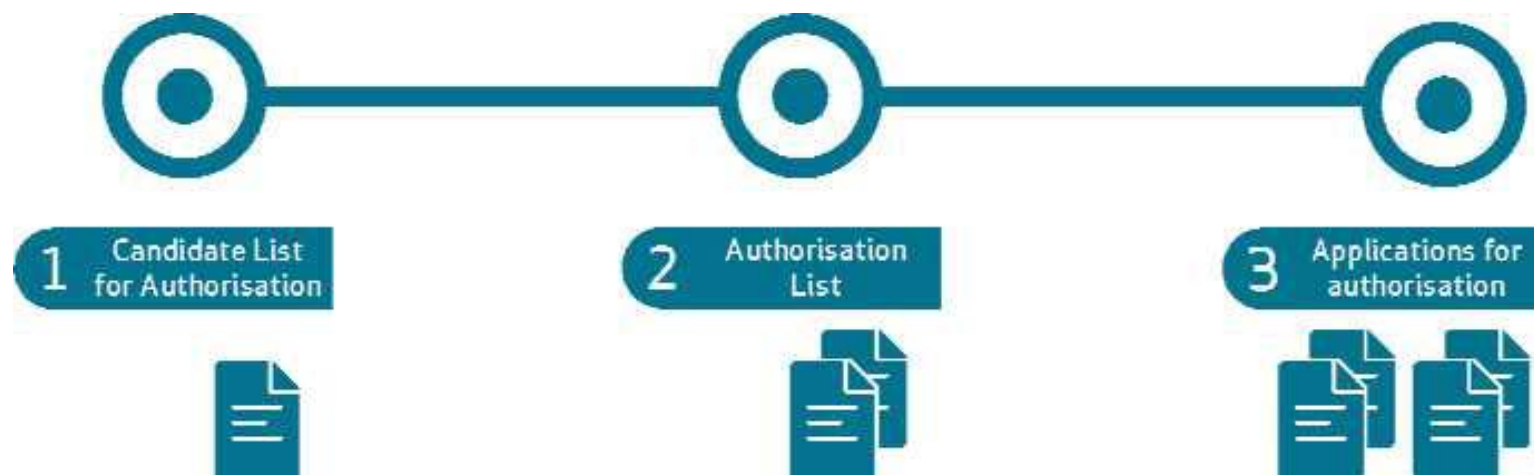 1
Candidate List
for Authorisation
2
Authorisation
List
3
Applications for
authorisation